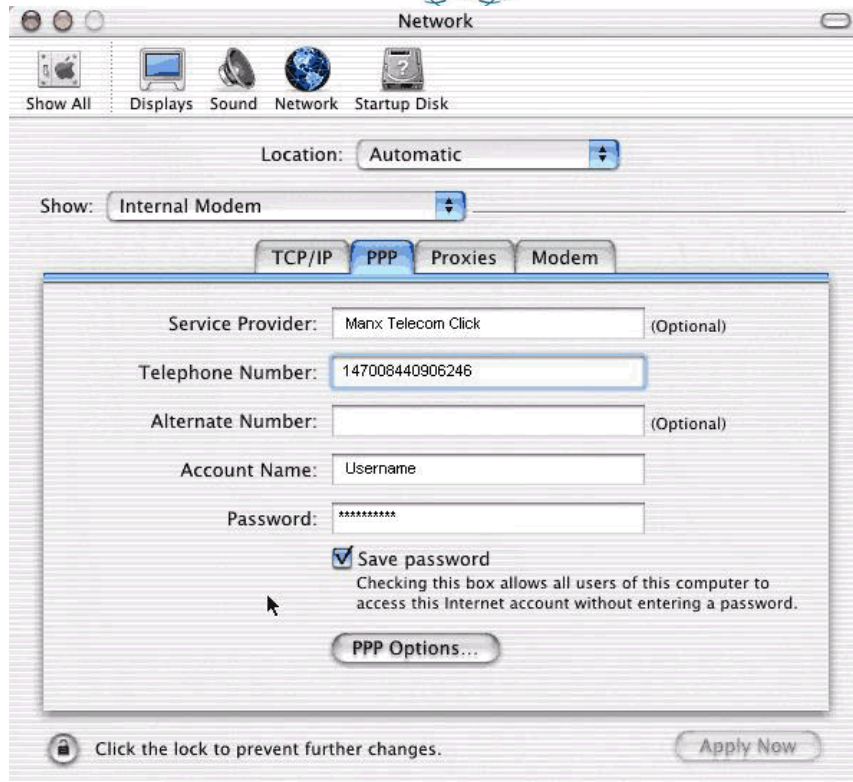 Network
Show All
Displays
Sound
Network
Startup Disk
Location: Automatic
Show: Internal Modem
TCP/IP
PPP
Proxies
Modem
Service Provider: Manx Telecom Click (Optional)
Telephone Number: 147008440906246
Alternate Number: (Optional)
Account Name: Username
Password: **********
Save password
Checking this box allows all users of this computer to
access this Internet account without entering a password.
PPP Options...
Click the lock to prevent further changes.
Apply Now